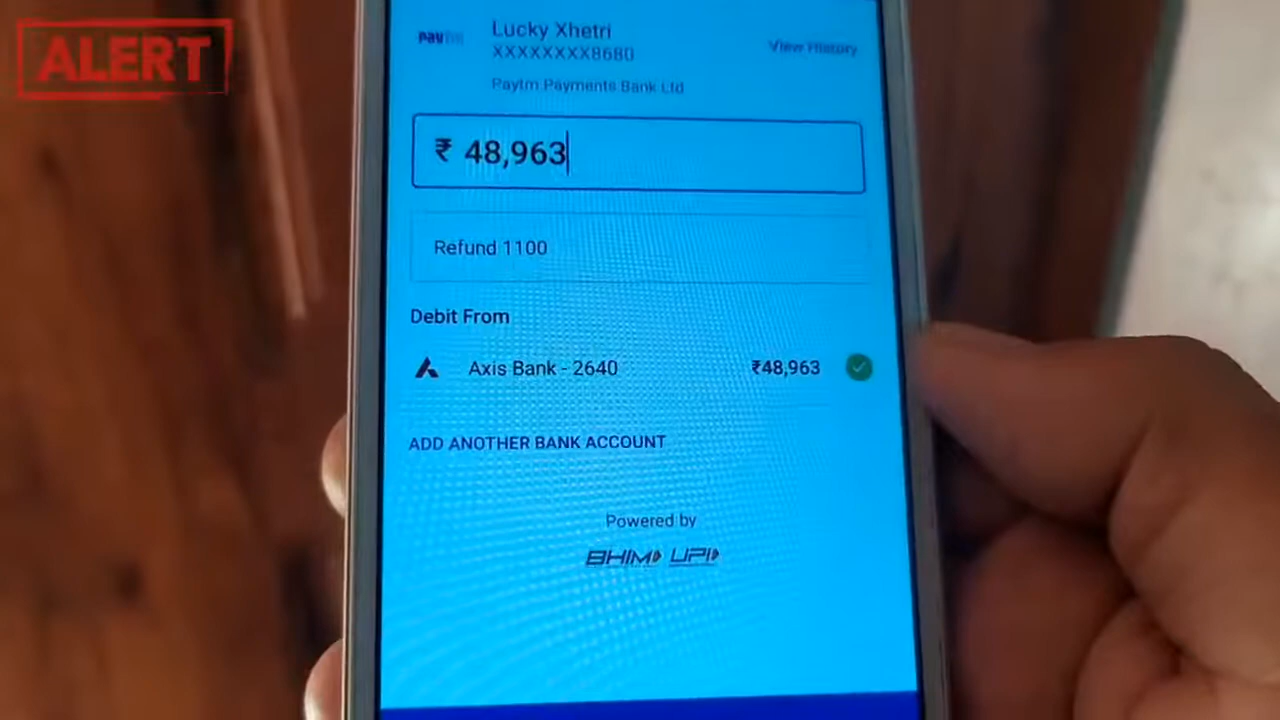 ALERT
paytm
Lucky Xhetri
XXXXXXXX8680
View History
Paytm Payments Bank Ltd
₹ 48,963
Refund 1100
Debit From
Axis Bank - 2640
₹48,963
ADD ANOTHER BANK ACCOUNT
Powered by
BHIM UPI